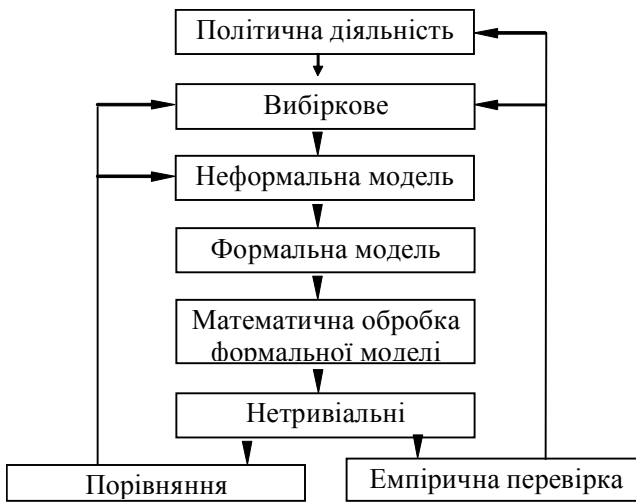 Політична діяльність
Вибіркове
Неформальна модель
Формальна модель
Математична обробка
формальної моделі
Нетривіальні
Порівняння
Емпірична перевірка